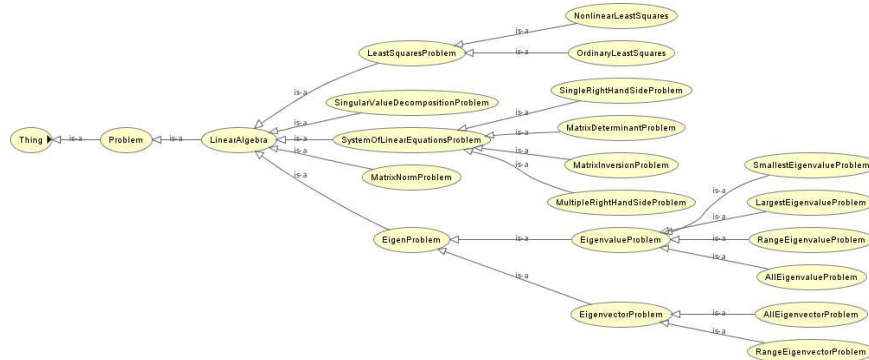 NonlinearLeastSquares
is-a
LeastSquaresProblem
is-a
OrdinaryLeastSquares
is-a
SingleRightHandSideProblem
SingularValueDecompositionProblem
is-a
is-a
MatrixDeterminantProblem
is-a
Thing
is-a
Problem
is-a
LinearAlgebra
is-a
SystemOfLinearEquationsProblem
is-a
is-a
MatrixInversionProblem
is-a
SmallestEigenvalueProblem
MatrixNormProblem
is-a
is-a
MultipleRightHandSideProblem
LargestEigenvalueProblem
is-a
is-a
EigenProblem
is-a
EigenvalueProblem
is-a
RangeEigenvalueProblem
is-a
AllEigenvalueProblem
is-a
EigenvectorProblem
is-a
AllEigenvectorProblem
is-a
RangeEigenvectorProblem